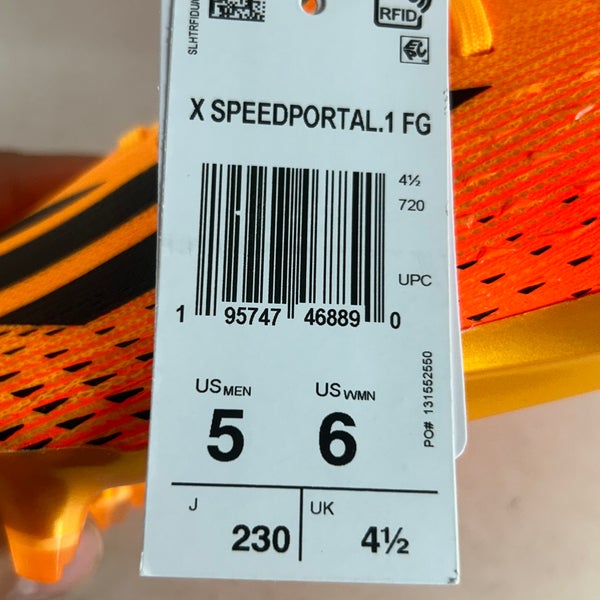 SLHTRFIDUN
RFID
X SPEEDPORTAL.1 FG
4½
720
UPC
1 95747 46889 0
PO# 131552550
US MEN
5
US WMN
6
J
230
UK
4½